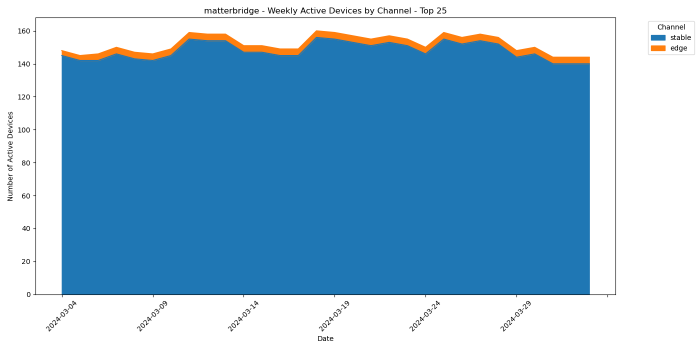 matterbridge - Weekly Active Devices by Channel - Top 25
Channel
stable
edge
Number of Active Devices
160
140
120
100
80
60
40
20
0
2024-03-04
2024-03-09
2024-03-14
2024-03-19
2024-03-24
2024-03-29
Date